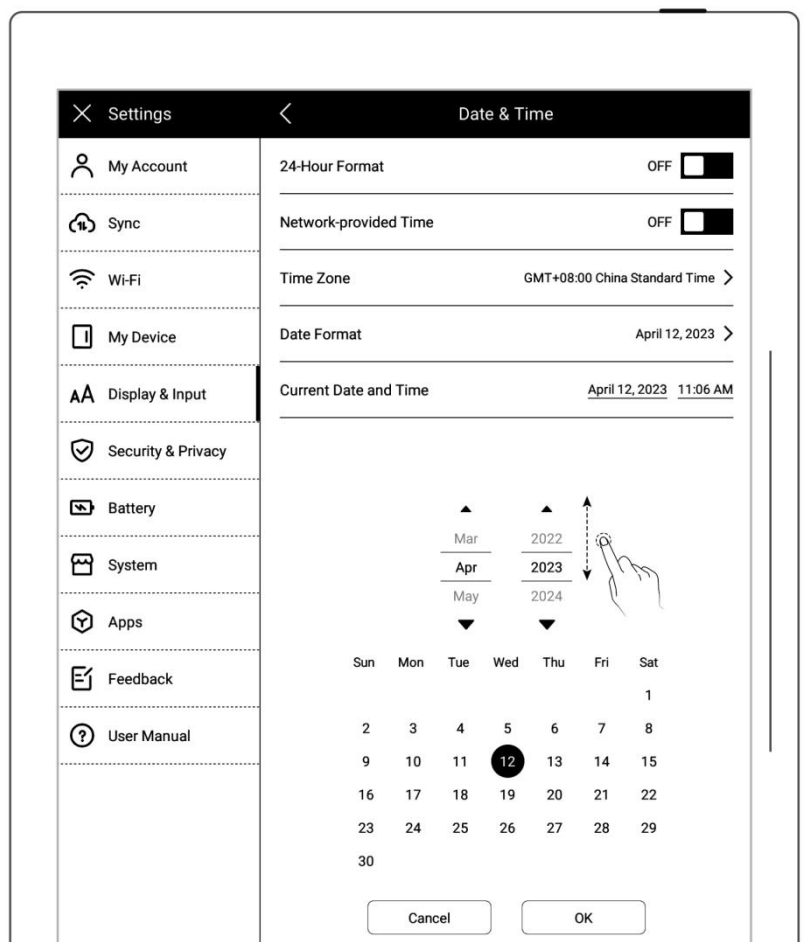 Settings
Date & Time
My Account
Sync
Wi-Fi
My Device
Display & Input
Security & Privacy
Battery
System
Apps
Feedback
User Manual
24-Hour Format OFF
Network-provided Time OFF
Time Zone GMT+08:00 China Standard Time
Date Format April 12, 2023
Current Date and Time April 12, 2023 11:06 AM
Mar 2022
Apr 2023
May 2024
Sun Mon Tue Wed Thu Fri Sat
1
2 3 4 5 6 7 8
9 10 11 12 13 14 15
16 17 18 19 20 21 22
23 24 25 26 27 28 29
30
Cancel OK